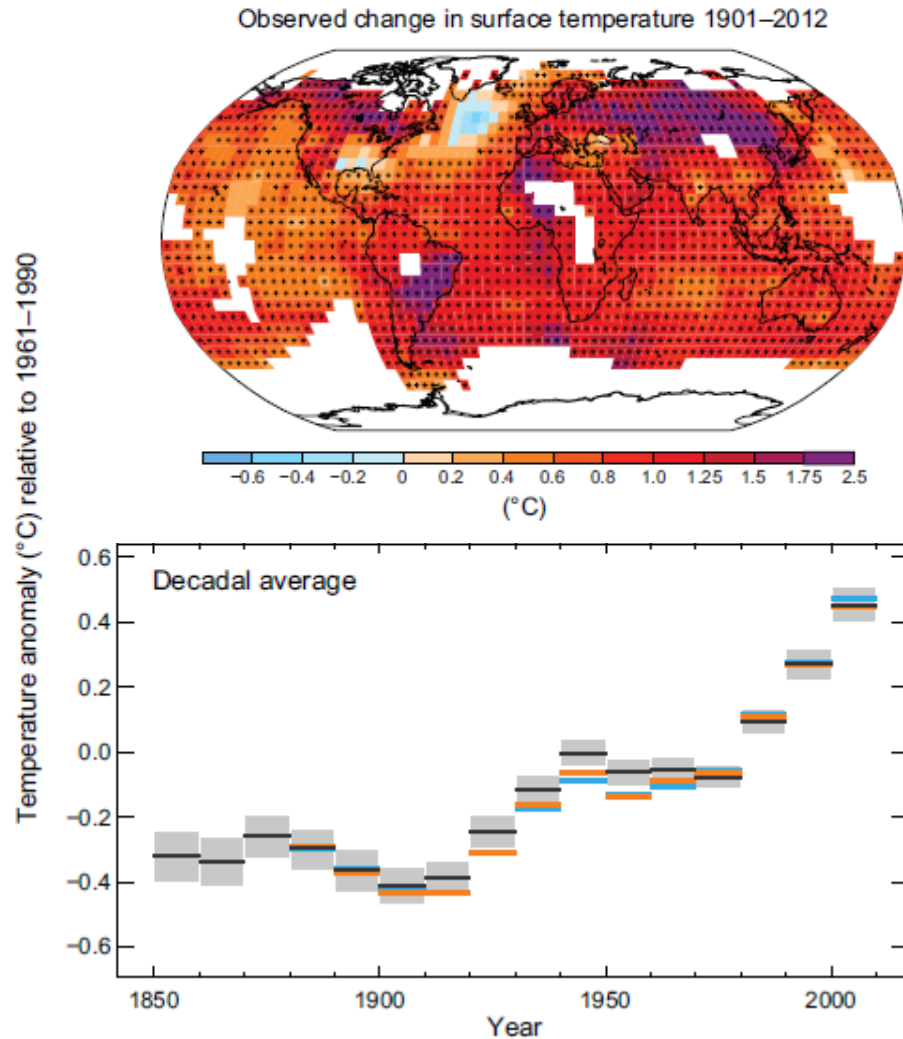 Observed change in surface temperature 1901–2012
−0.6 −0.4 −0.2 0 0.2 0.4 0.6 0.8 1.0 1.25 1.5 1.75 2.5
(°C)
Temperature anomaly (°C) relative to 1961–1990
Decadal average
0.6
0.4
0.2
0.0
−0.2
−0.4
−0.6
1850 1900 1950 2000
Year